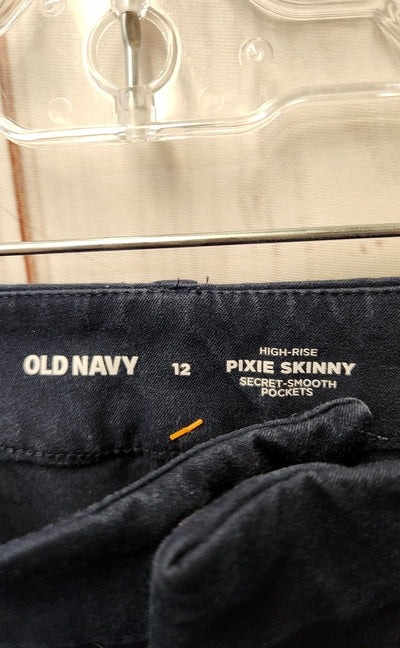 OLD NAVY
12
HIGH-RISE
PIXIE SKINNY
SECRET-SMOOTH
POCKETS